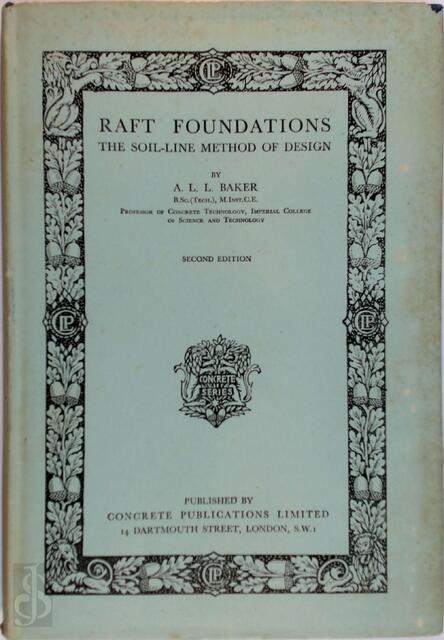 RAFT FOUNDATIONS
THE SOIL-LINE METHOD OF DESIGN
BY
A. L. L. BAKER
B.Sc.(Tech.), M.Inst.C.E.
Professor of Concrete Technology, Imperial College
of Science and Technology
SECOND EDITION
CONCRETE
SERIES
PUBLISHED BY
CONCRETE PUBLICATIONS LIMITED
14 DARTMOUTH STREET, LONDON, S.W.1